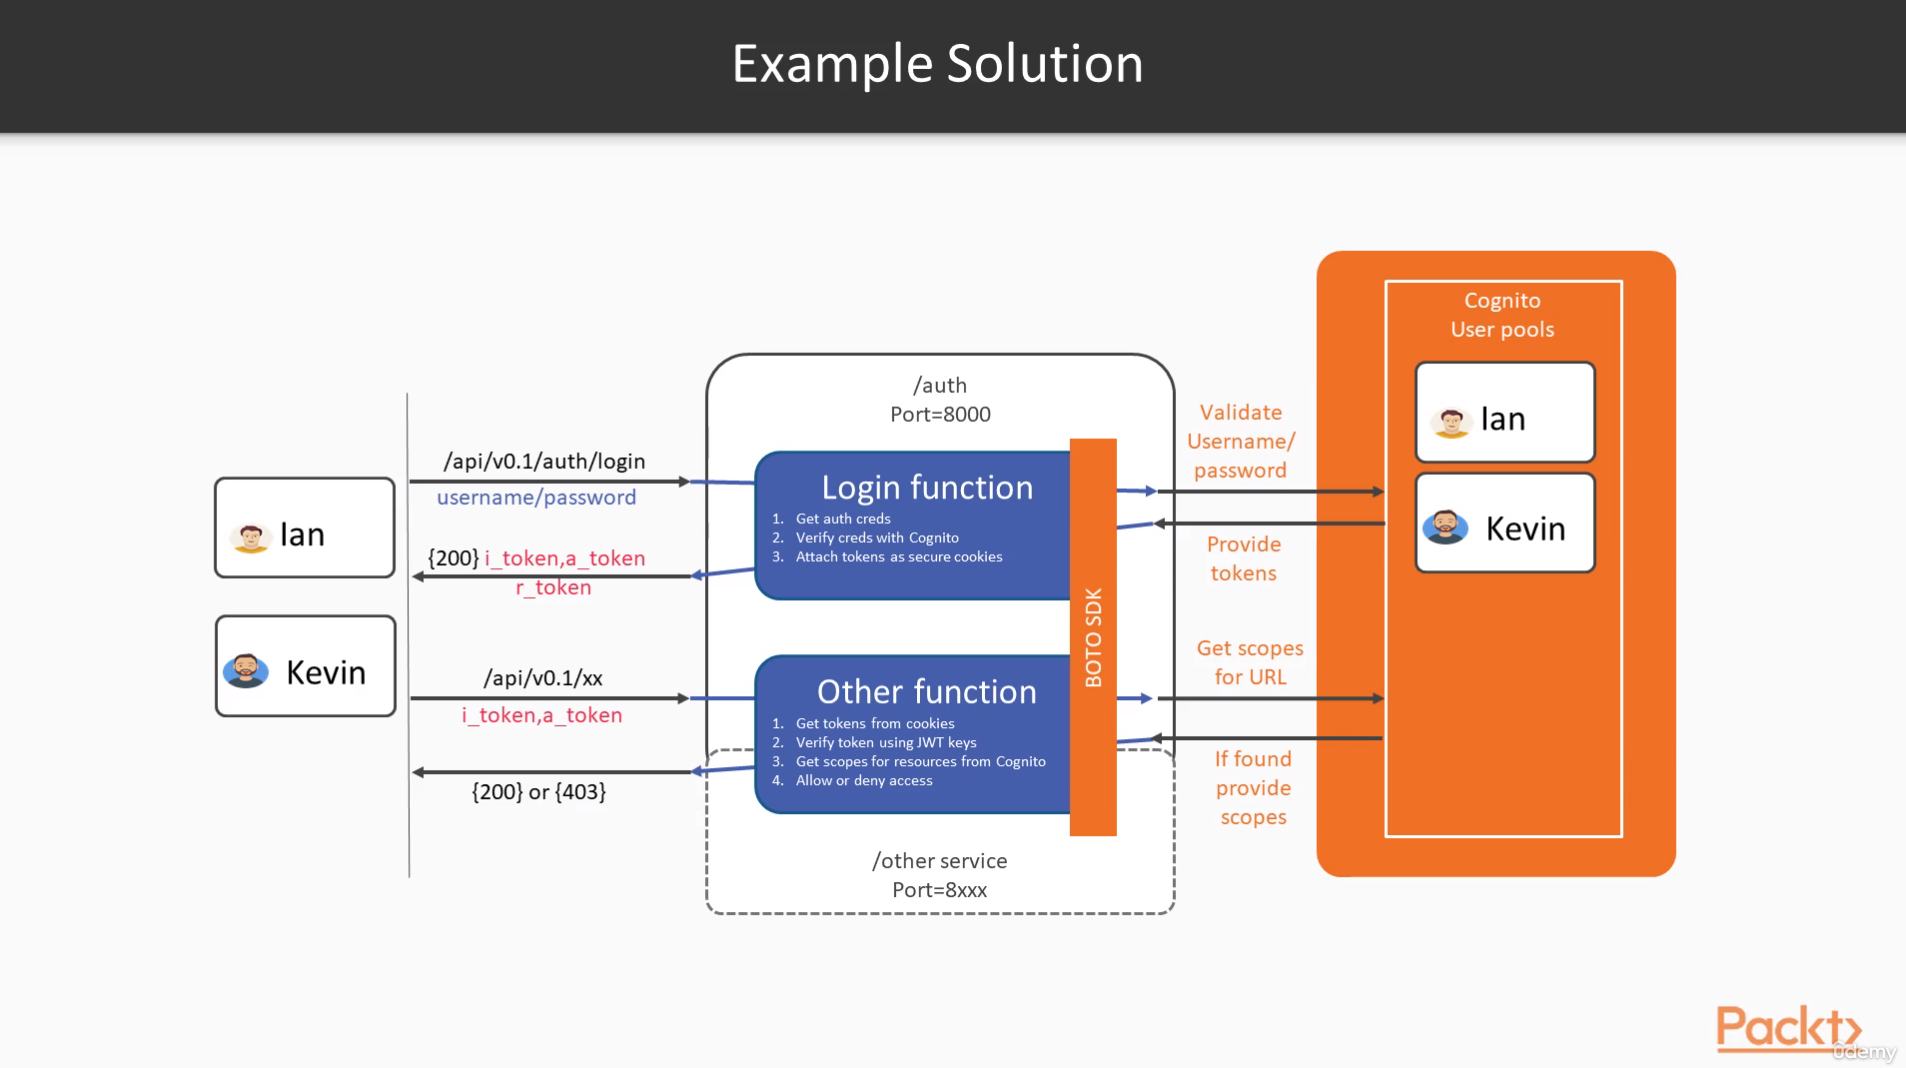 Example Solution
Cognito
User pools
Ian
Kevin
/auth
Port=8000
/api/v0.1/auth/login
username/password
{200} i_token,a_token
r_token
Ian
Kevin
/api/v0.1/xx
i_token,a_token
{200} or {403}
Login function
1. Get auth creds
2. Verify creds with Cognito
3. Attach tokens as secure cookies
Other function
1. Get tokens from cookies
2. Verify token using JWT keys
3. Get scopes for resources from Cognito
4. Allow or deny access
BOTO SDK
/other service
Port=8xxx
Validate
Username/
password
Provide
tokens
Get scopes
for URL
If found
provide
scopes
Packt>
ûdemy